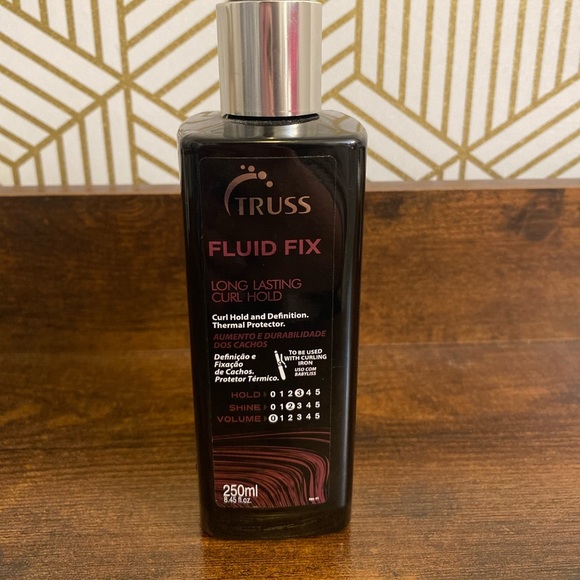 TRUSS
FLUID FIX
LONG LASTING
CURL HOLD
Curl Hold and Definition.
Thermal Protector.
AUMENTO E DURABILIDADE
DOS CACHOS
Definição e
Fixação
de Cachos.
Protetor Térmico.
TO BE USED
WITH CURLING
IRON
USO COM
BABYLISS
HOLD 0 1 2 3 4 5
SHINE 0 1 2 3 4 5
VOLUME 0 1 2 3 4 5
250ml
8.45 fl.oz.